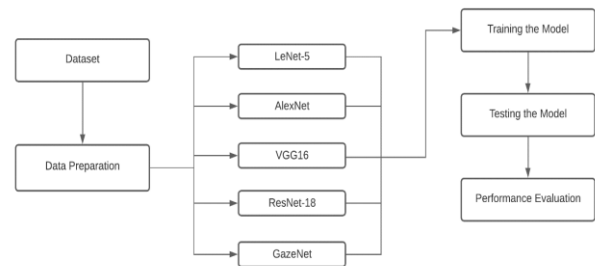 Dataset
Data Preparation
LeNet-5
AlexNet
VGG16
ResNet-18
GazeNet
Training the Model
Testing the Model
Performance Evaluation